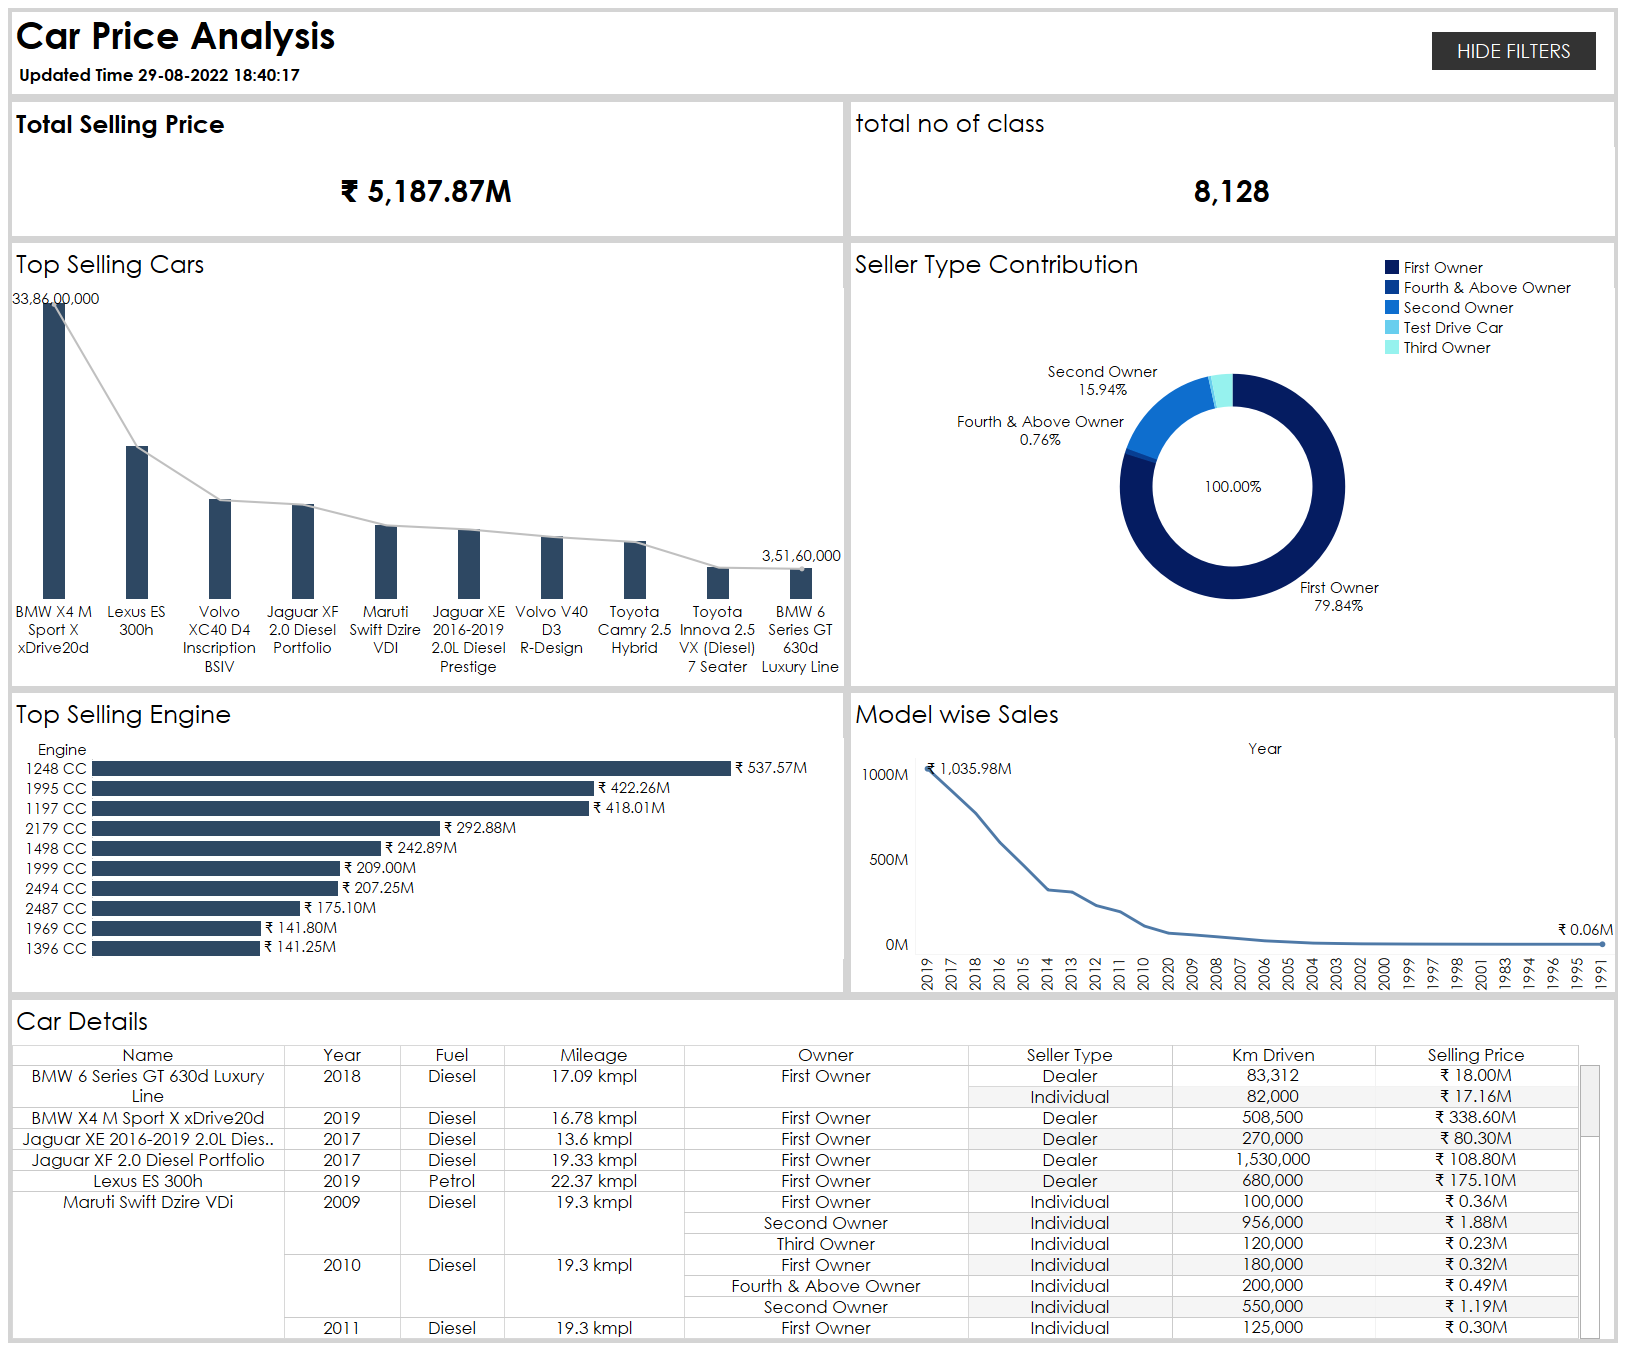 Car Price Analysis
Updated Time 29-08-2022 18:40:17
HIDE FILTERS
Total Selling Price
₹ 5,187.87M
total no of class
8,128
Top Selling Cars
33,86,00,000
3,51,60,000
BMW X4 M
Sport X
xDrive20d
Lexus ES
300h
Volvo
XC40 D4
Inscription
BSIV
Jaguar XF
2.0 Diesel
Portfolio
Maruti
Swift Dzire
VDI
Jaguar XE
2016-2019
2.0L Diesel
Prestige
Volvo V40
D3
R-Design
Toyota
Camry 2.5
Hybrid
Toyota
Innova 2.5
VX (Diesel)
7 Seater
BMW 6
Series GT
630d
Luxury Line
Seller Type Contribution
First Owner
Fourth & Above Owner
Second Owner
Test Drive Car
Third Owner
Second Owner
15.94%
Fourth & Above Owner
0.76%
100.00%
First Owner
79.84%
Top Selling Engine
Engine
1248 CC ₹ 537.57M
1995 CC ₹ 422.26M
1197 CC ₹ 418.01M
2179 CC ₹ 292.88M
1498 CC ₹ 242.89M
1999 CC ₹ 209.00M
2494 CC ₹ 207.25M
2487 CC ₹ 175.10M
1969 CC ₹ 141.80M
1396 CC ₹ 141.25M
Model wise Sales
Year
1000M
500M
0M
₹ 1,035.98M
₹ 0.06M
2019
2017
2018
2016
2015
2014
2013
2012
2011
2010
2020
2009
2008
2007
2006
2005
2004
2003
2002
2000
1999
1997
1998
2001
1983
1994
1996
1995
1991
Car Details
Name Year Fuel Mileage Owner Seller Type Km Driven Selling Price
BMW 6 Series GT 630d Luxury 2018 Diesel 17.09 kmpl First Owner Dealer 83,312 ₹ 18.00M
Line Individual 82,000 ₹ 17.16M
BMW X4 M Sport X xDrive20d 2019 Diesel 16.78 kmpl First Owner Dealer 508,500 ₹ 338.60M
Jaguar XE 2016-2019 2.0L Dies.. 2017 Diesel 13.6 kmpl First Owner Dealer 270,000 ₹ 80.30M
Jaguar XF 2.0 Diesel Portfolio 2017 Diesel 19.33 kmpl First Owner Dealer 1,530,000 ₹ 108.80M
Lexus ES 300h 2019 Petrol 22.37 kmpl First Owner Dealer 680,000 ₹ 175.10M
Maruti Swift Dzire VDi 2009 Diesel 19.3 kmpl First Owner Individual 100,000 ₹ 0.36M
Second Owner Individual 956,000 ₹ 1.88M
Third Owner Individual 120,000 ₹ 0.23M
2010 Diesel 19.3 kmpl First Owner Individual 180,000 ₹ 0.32M
Fourth & Above Owner Individual 200,000 ₹ 0.49M
Second Owner Individual 550,000 ₹ 1.19M
2011 Diesel 19.3 kmpl First Owner Individual 125,000 ₹ 0.30M